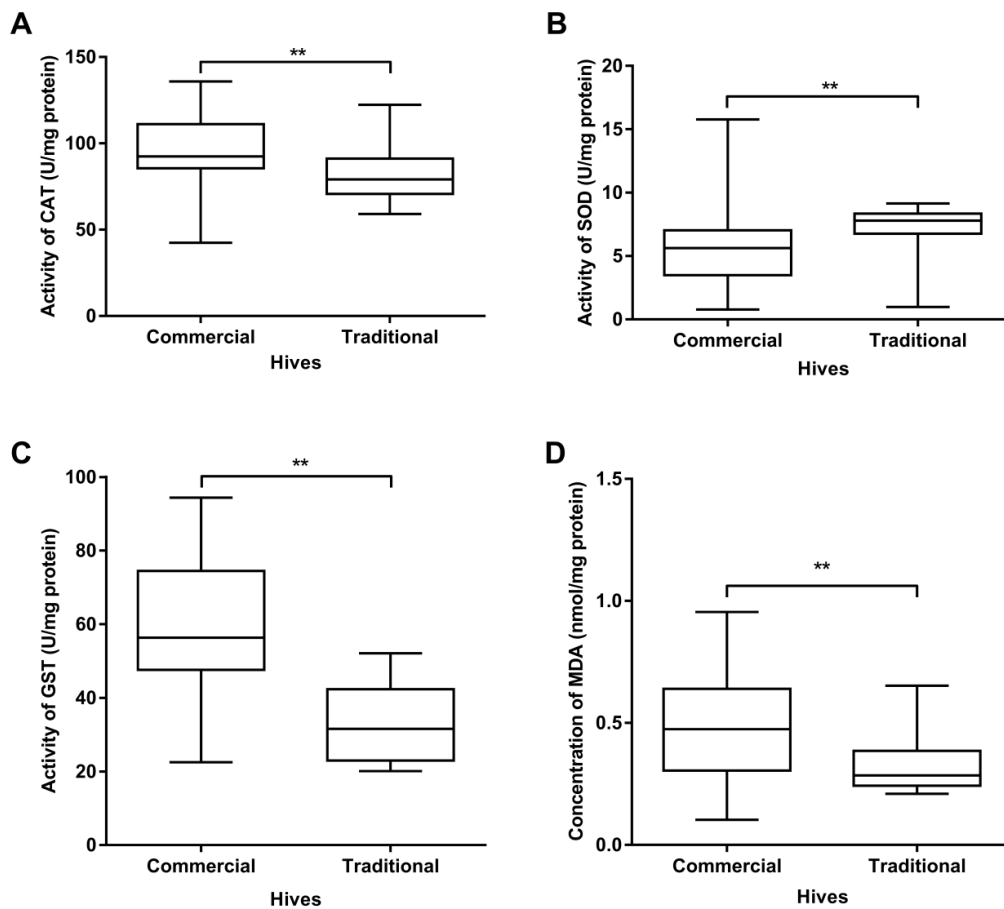 A
Activity of CAT (U/mg protein)
150
100
50
0
**
Commercial
Traditional
Hives
B
Activity of SOD (U/mg protein)
20
15
10
5
0
**
Commercial
Traditional
Hives
C
Activity of GST (U/mg protein)
100
80
60
40
20
0
**
Commercial
Traditional
Hives
D
Concentration of MDA (nmol/mg protein)
1.5
1.0
0.5
0.0
**
Commercial
Traditional
Hives